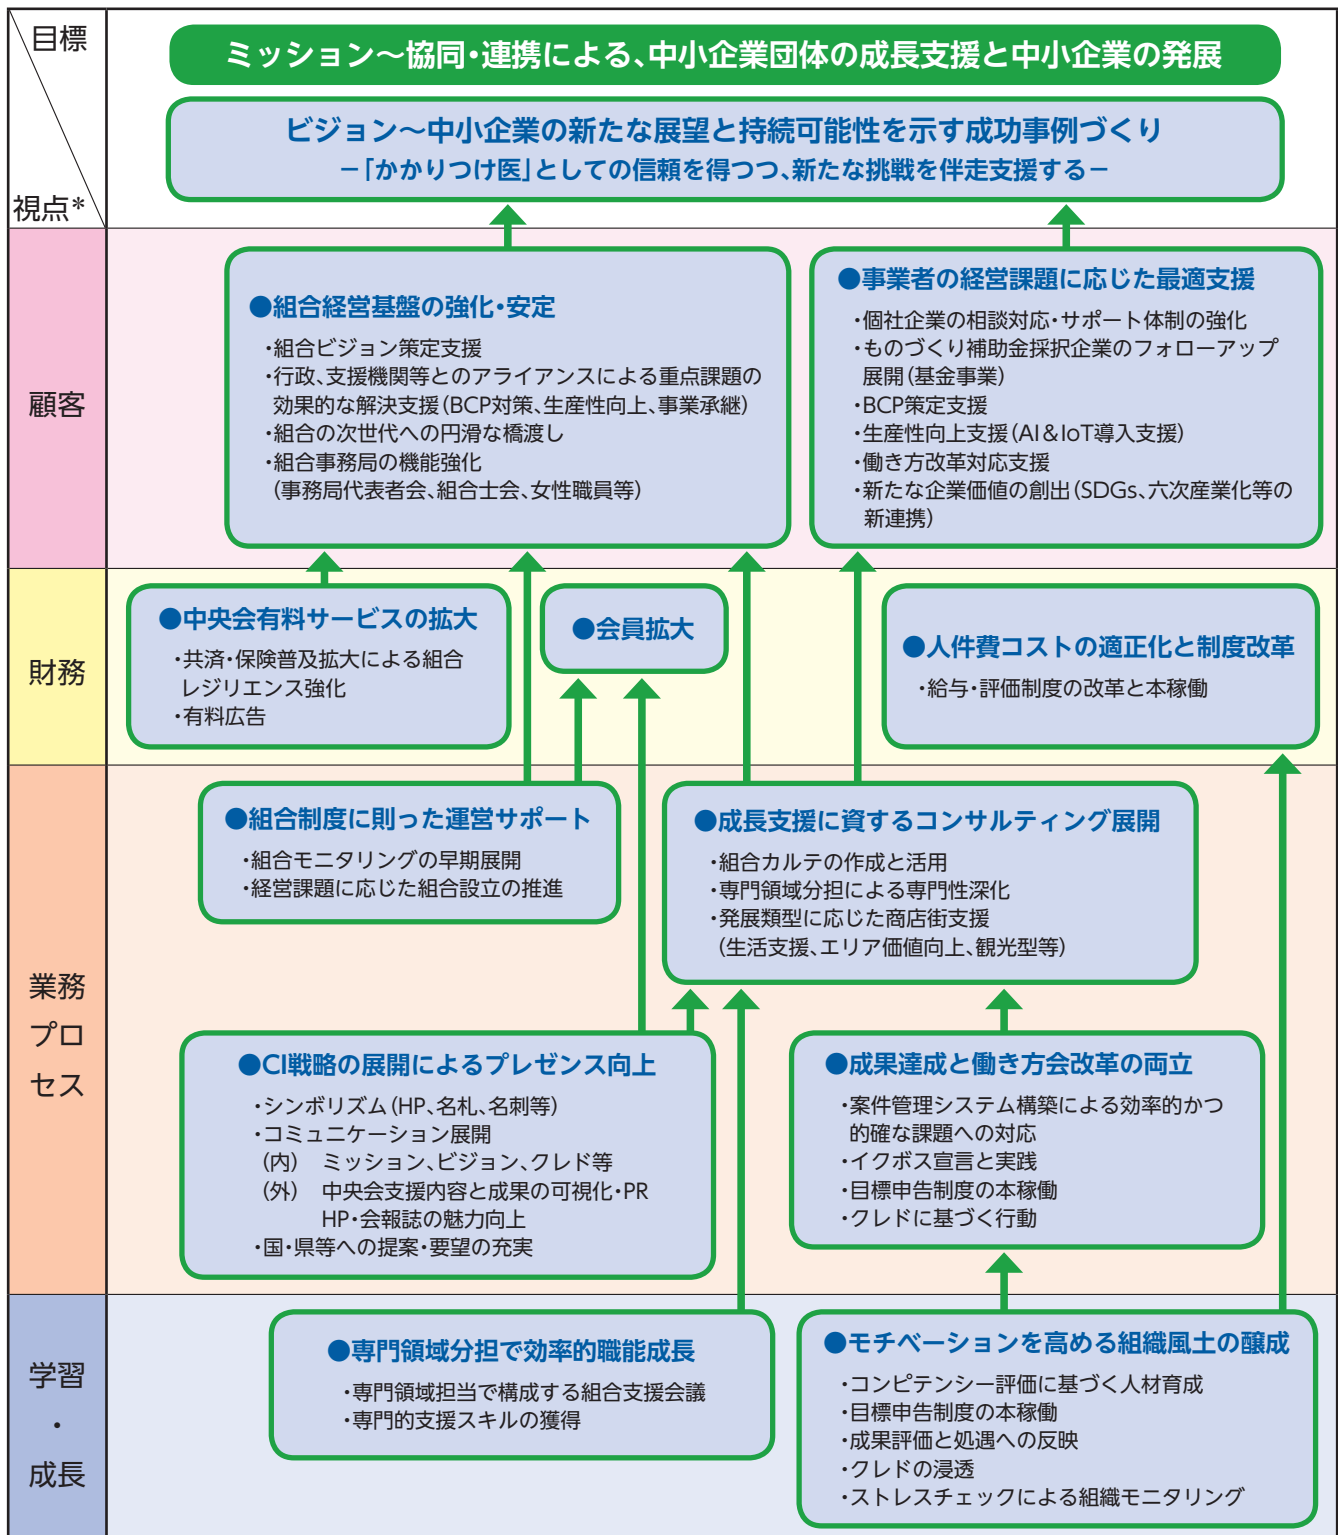 目標
視点*
ミッション～協同・連携による、中小企業団体の成長支援と中小企業の発展
ビジョン～中小企業の新たな展望と持続可能性を示す成功事例づくり
－「かかりつけ医」としての信頼を得つつ、新たな挑戦を伴走支援する－
顧客
●組合経営基盤の強化・安定
・組合ビジョン策定支援
・行政、支援機関等とのアライアンスによる重点課題の
効果的な解決支援（BCP対策、生産性向上、事業承継）
・組合の次世代への円滑な橋渡し
・組合事務局の機能強化
（事務局代表者会、組合士会、女性職員等）
●事業者の経営課題に応じた最適支援
・個社企業の相談対応・サポート体制の強化
・ものづくり補助金採択企業のフォローアップ
展開（基金事業）
・BCP策定支援
・生産性向上支援（AI＆IoT導入支援）
・働き方改革対応支援
・新たな企業価値の創出（SDGs、六次産業化等の
新連携）
財務
●中央会有料サービスの拡大
・共済・保険普及拡大による組合
レジリエンス強化
・有料広告
●会員拡大
●人件費コストの適正化と制度改革
・給与・評価制度の改革と本稼働
業務
プロ
セス
●組合制度に則った運営サポート
・組合モニタリングの早期展開
・経営課題に応じた組合設立の推進
●成長支援に資するコンサルティング展開
・組合カルテの作成と活用
・専門領域分担による専門性深化
・発展類型に応じた商店街支援
（生活支援、エリア価値向上、観光型等）
●CI戦略の展開によるプレゼンス向上
・シンボリズム（HP、名札、名刺等）
・コミュニケーション展開
（内）　ミッション、ビジョン、クレド等
（外）　中央会支援内容と成果の可視化・PR
HP・会報誌の魅力向上
・国・県等への提案・要望の充実
●成果達成と働き方会改革の両立
・案件管理システム構築による効率的かつ
的確な課題への対応
・イクボス宣言と実践
・目標申告制度の本稼働
・クレドに基づく行動
学習
・
成長
●専門領域分担で効率的職能成長
・専門領域担当で構成する組合支援会議
・専門的支援スキルの獲得
●モチベーションを高める組織風土の醸成
・コンピテンシー評価に基づく人材育成
・目標申告制度の本稼働
・成果評価と処遇への反映
・クレドの浸透
・ストレスチェックによる組織モニタリング